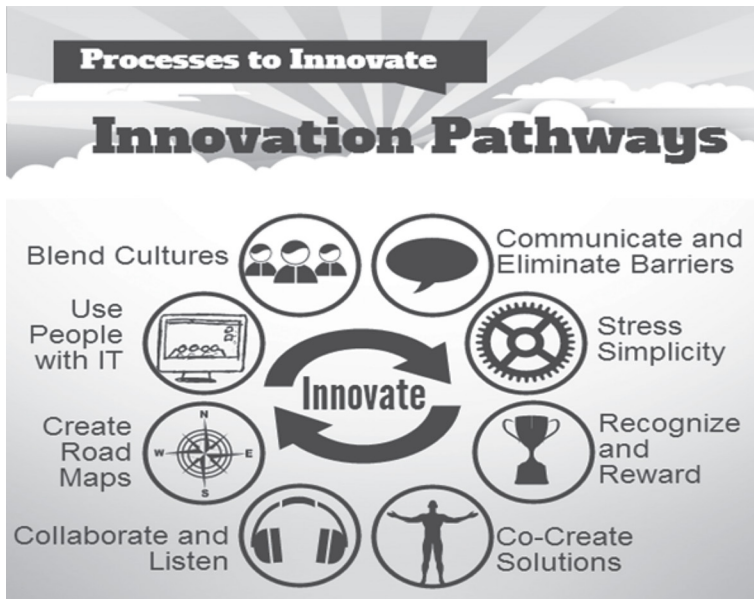 Processes to Innovate
Innovation Pathways
Blend Cultures
Communicate and
Eliminate Barriers
Use
People
with IT
Stress
Simplicity
Innovate
Create
Road
Maps
N
W
E
S
Recognize
and
Reward
Collaborate and
Listen
Co-Create
Solutions